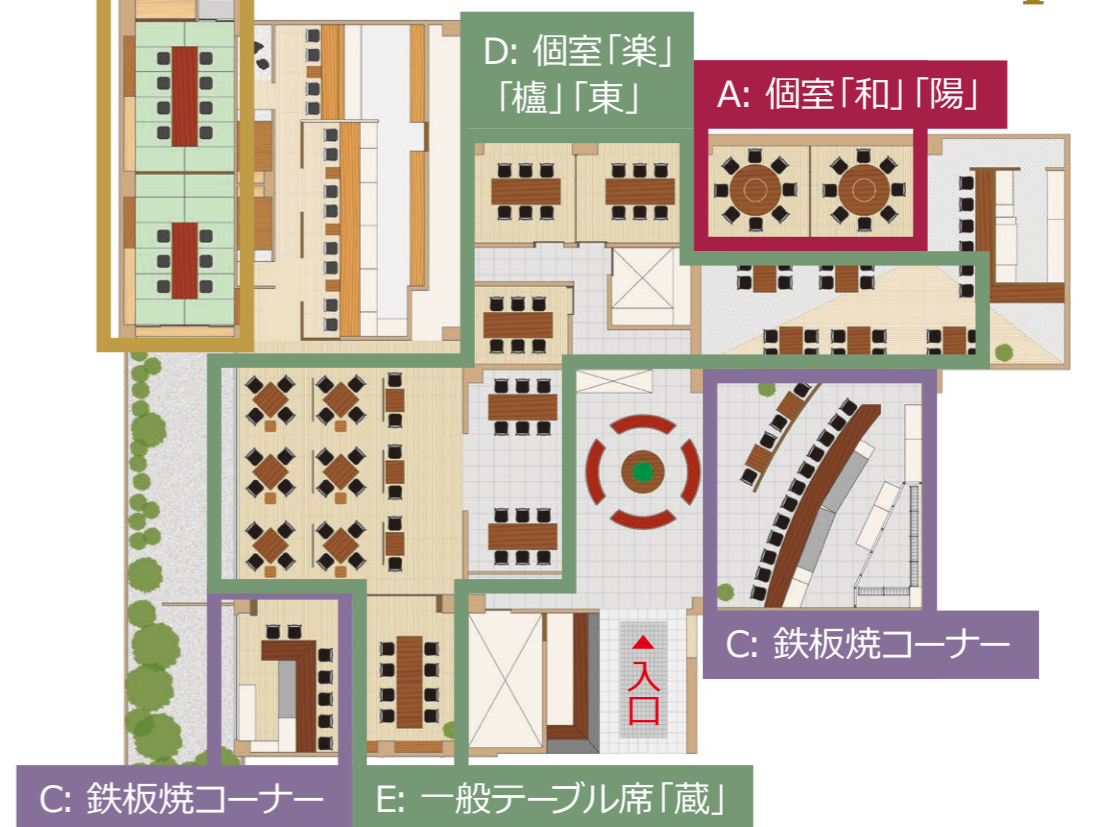 D: 個室「楽」
「櫨」「東」
A: 個室「和」「陽」
C: 鉄板焼コーナー
▲
入口
C: 鉄板焼コーナー
E: 一般テーブル席「蔵」